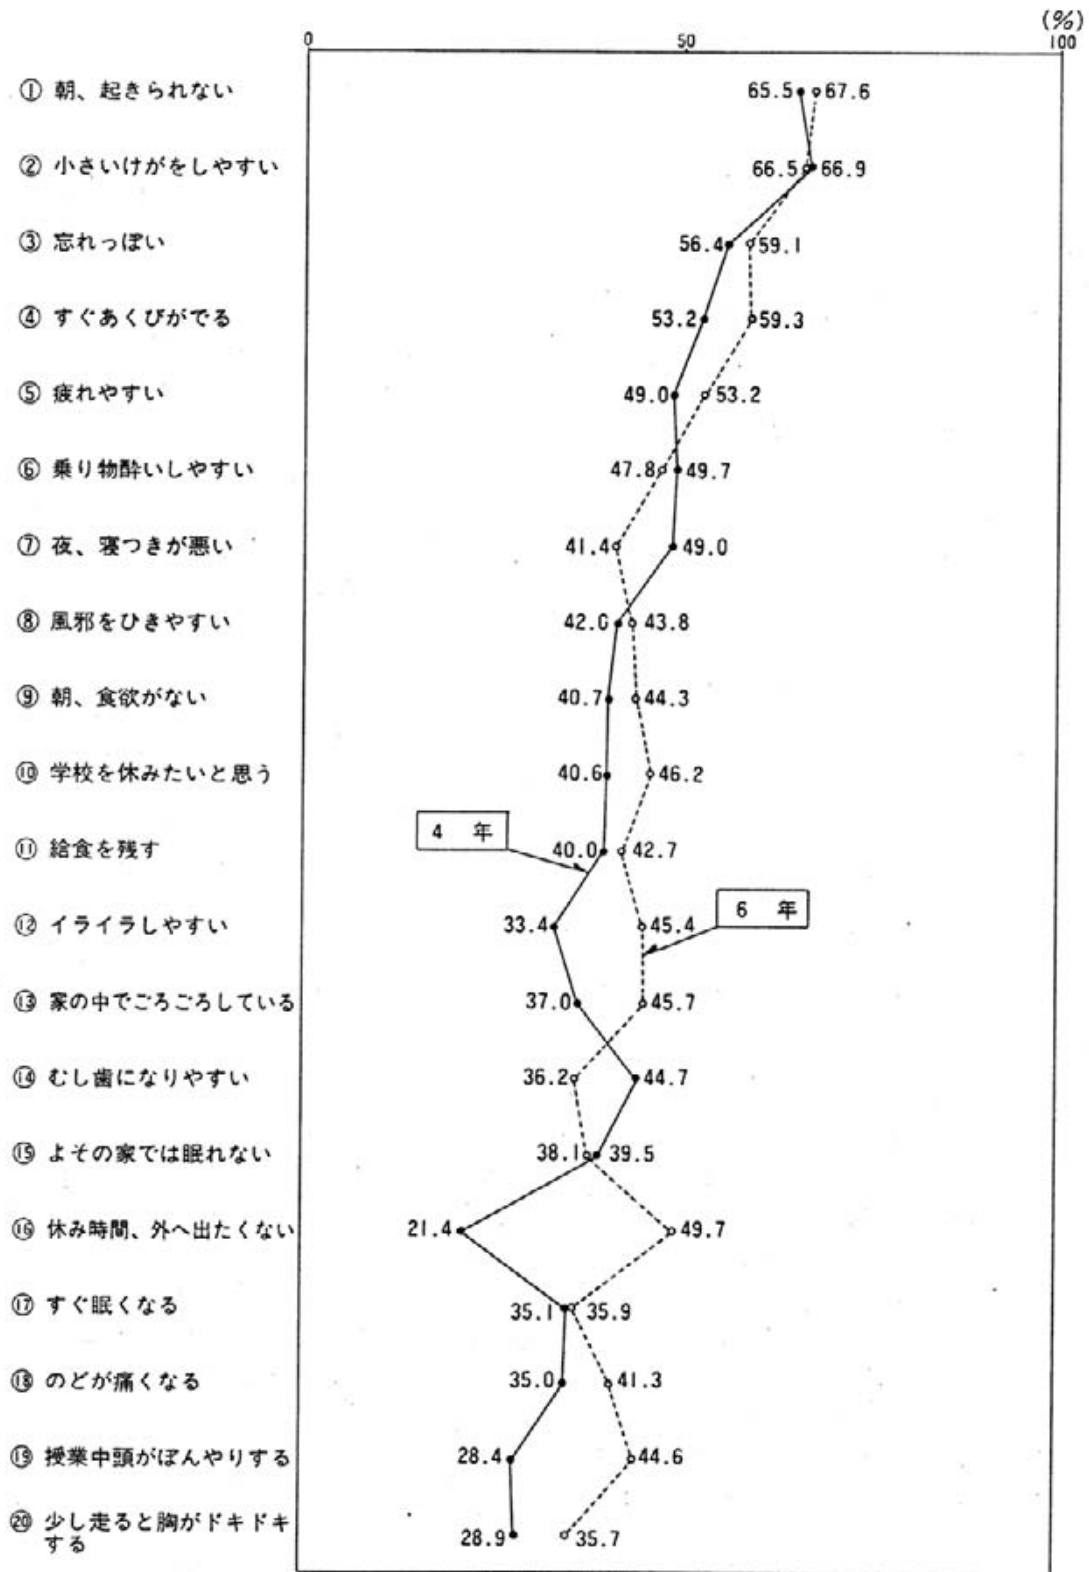 (%)
0 50 100
① 朝、起きられない 65.5 67.6
② 小さいけがをしやすい 66.5 66.9
③ 忘れっぽい 56.4 59.1
④ すぐあくびがでる 53.2 59.3
⑤ 疲れやすい 49.0 53.2
⑥乗り物酔いしやすい 47.8 49.7
⑦ 夜、寝つきが悪い 41.4 49.0
⑧ 風邪をひきやすい 42.0 43.8
⑨ 朝、食欲がない 40.7 44.3
⑩ 学校を休みたいと思う 40.6 46.2
4 年
⑪ 給食を残す 40.0 42.7
6 年
⑫ イライラしやすい 33.4 45.4
⑬ 家の中でごろごろしている 37.0 45.7
⑭ むし歯になりやすい 36.2 44.7
⑮ よその家では眠れない 38.1 39.5
⑯ 休み時間、外へ出たくない 21.4 49.7
⑰ すぐ眠くなる 35.1 35.9
⑱ のどが痛くなる 35.0 41.3
⑲ 授業中頭がぼんやりする 28.4 44.6
⑳ 少し走ると胸がドキドキ
する 28.9 35.7